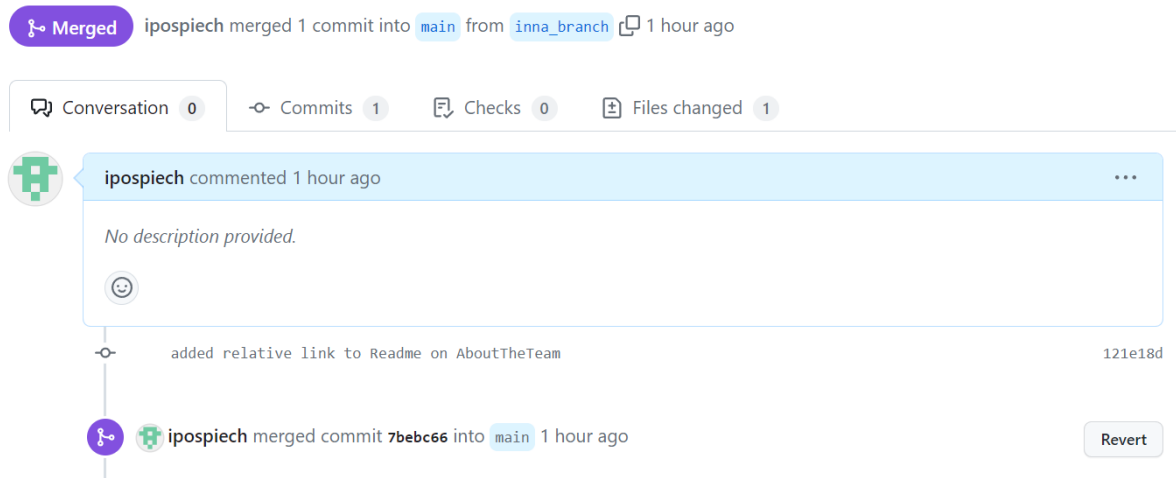 Merged ipospiech merged 1 commit into main from inna_branch 1 hour ago
Conversation 0 Commits 1 Checks 0 Files changed 1
ipospiech commented 1 hour ago ...
No description provided.
added relative link to Readme on AboutTheTeam 121e18d
ipospiech merged commit 7bebc66 into main 1 hour ago Revert